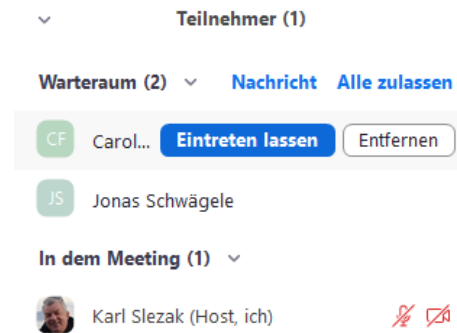 Teilnehmer (1)
Warteraum (2) Nachricht Alle zulassen
CF Carol... Eintreten lassen Entfernen
JS Jonas Schwägele
In dem Meeting (1)
Karl Slezak (Host, ich)